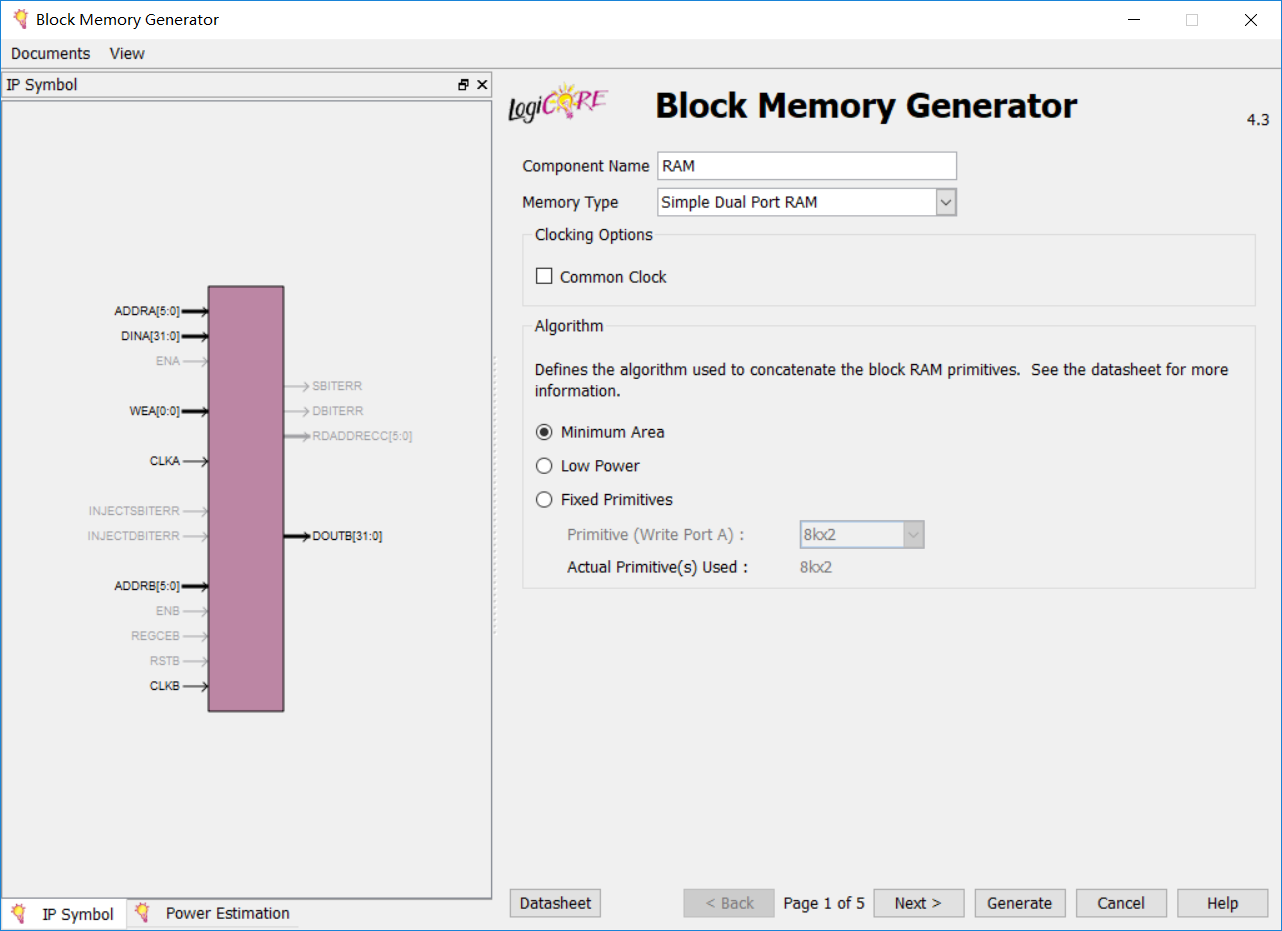 Block Memory Generator
Documents View
IP Symbol
ADDRA[5:0]
DINA[31:0]
ENA
WEA[0:0]
CLKA
INJECTSBITERR
INJECTDBITERR
ADDRB[5:0]
ENB
REGCEB
RSTB
CLKB
SBITERR
DBITERR
RDADDRECC[5:0]
DOUTB[31:0]
IP Symbol Power Estimation
LogiCORE
Block Memory Generator
4.3
Component Name RAM
Memory Type Simple Dual Port RAM
Clocking Options
Common Clock
Algorithm
Defines the algorithm used to concatenate the block RAM primitives. See the datasheet for more
information.
Minimum Area
Low Power
Fixed Primitives
Primitive (Write Port A) : 8kx2
Actual Primitive(s) Used : 8kx2
Datasheet < Back Page 1 of 5 Next > Generate Cancel Help